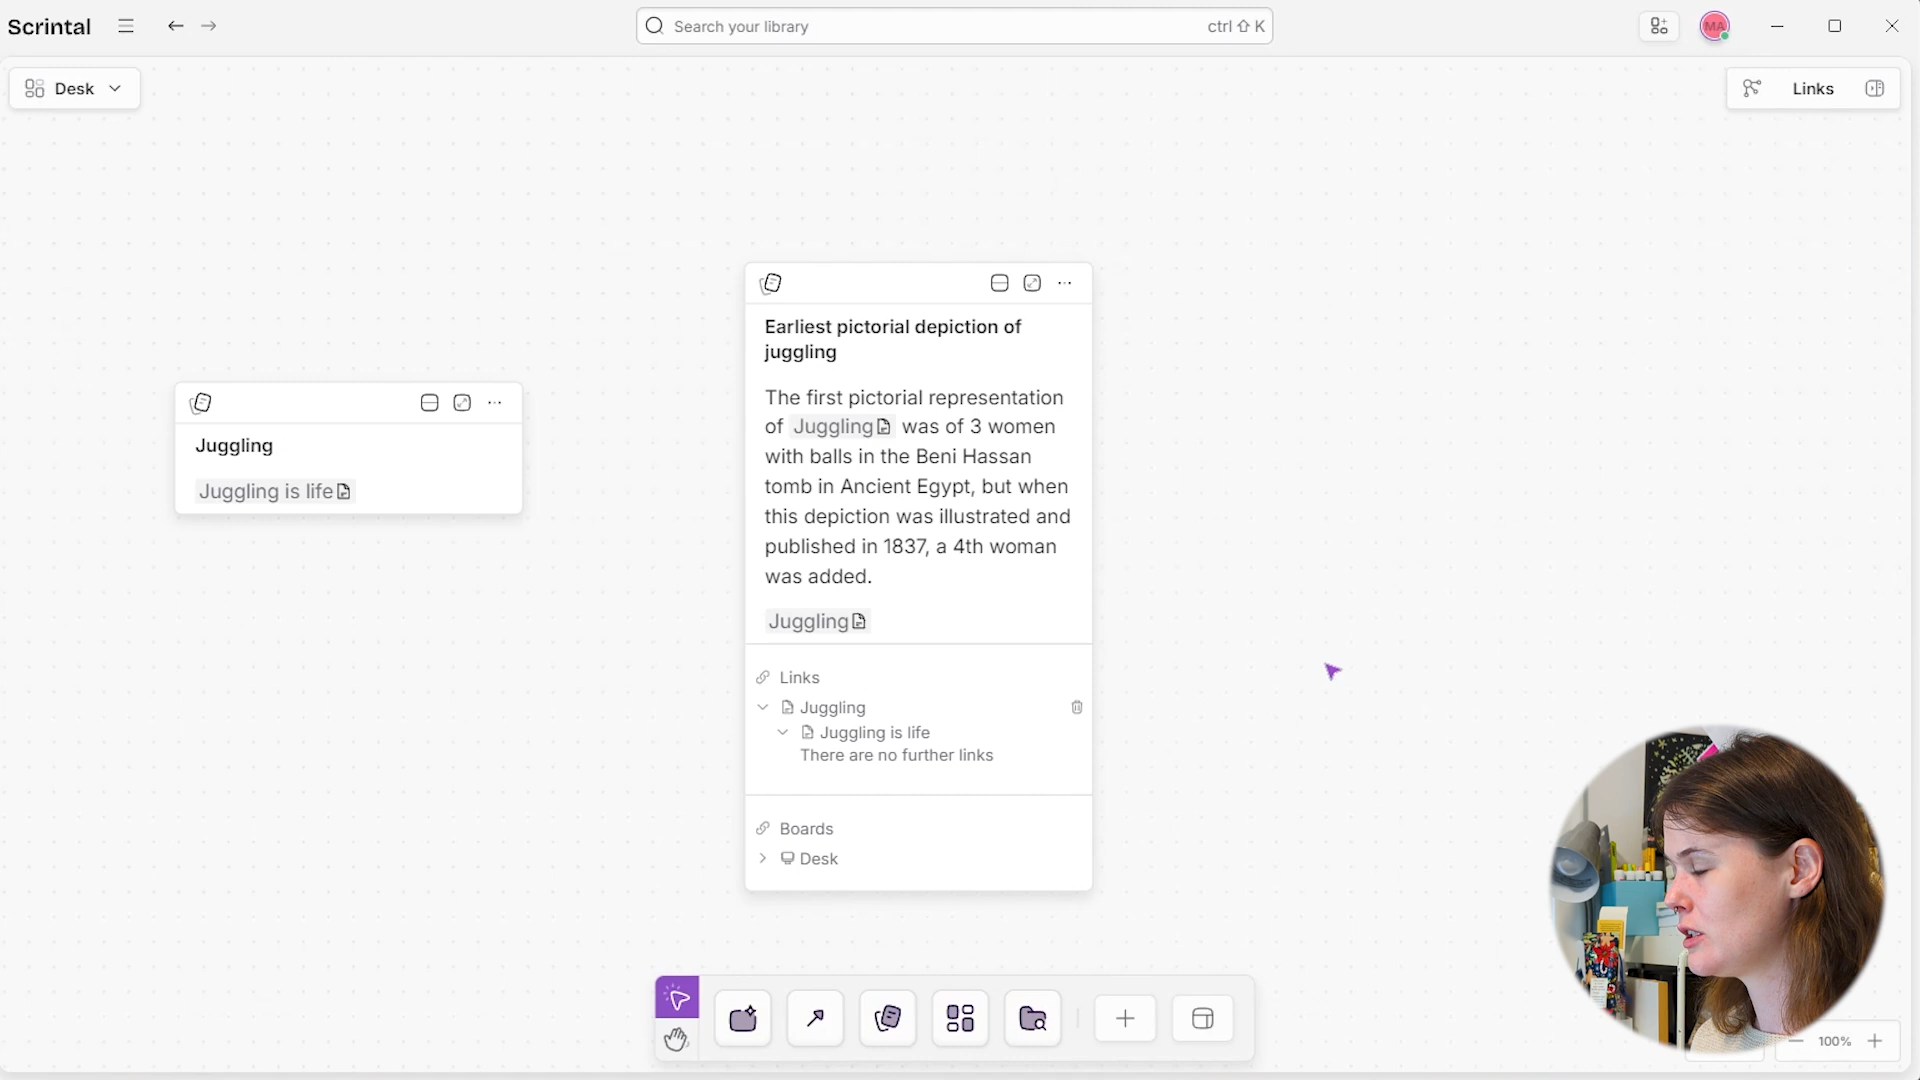 Scrintal
Search your library
ctrl ⇧ K
MA
Desk
Links
Juggling
Juggling is life
Earliest pictorial depiction of
juggling
The first pictorial representation
of Juggling was of 3 women
with balls in the Beni Hassan
tomb in Ancient Egypt, but when
this depiction was illustrated and
published in 1837, a 4th woman
was added.
Juggling
Links
Juggling
Juggling is life
There are no further links
Boards
Desk
100%